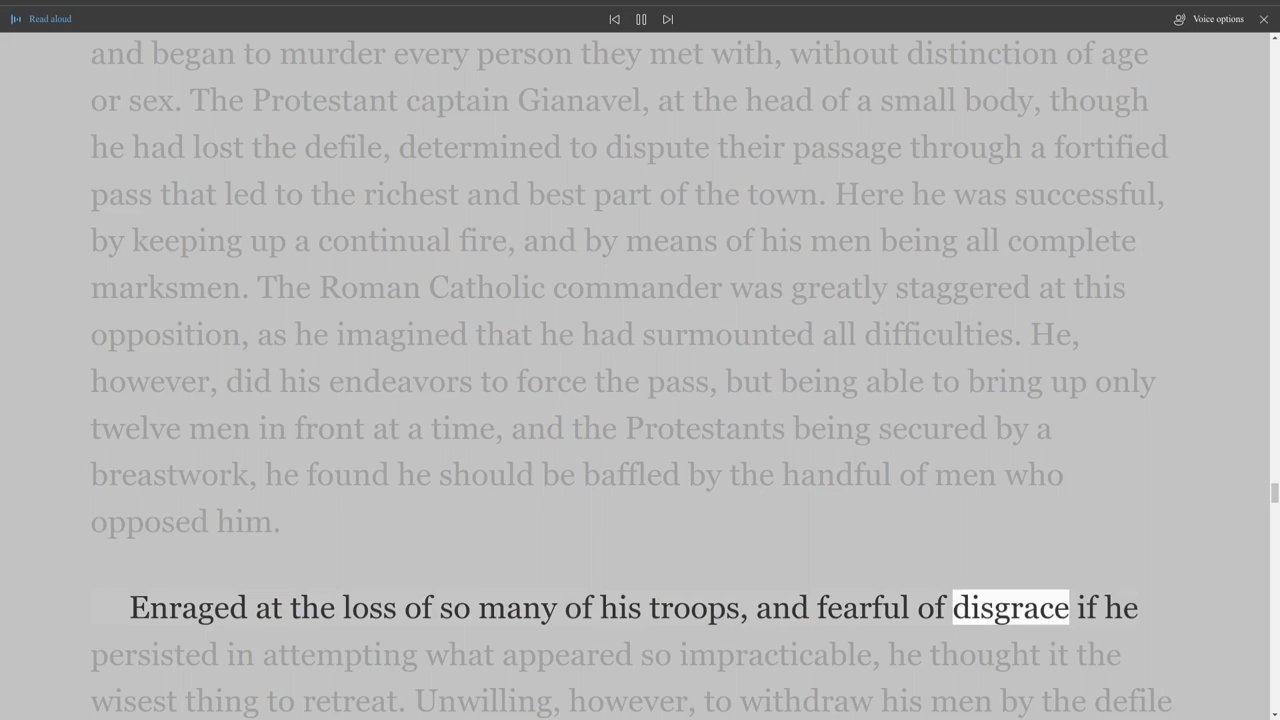 Read aloud
Voice options
and began to murder every person they met with, without distinction of age
or sex. The Protestant captain Gianavel, at the head of a small body, though
he had lost the defile, determined to dispute their passage through a fortified
pass that led to the richest and best part of the town. Here he was successful,
by keeping up a continual fire, and by means of his men being all complete
marksmen. The Roman Catholic commander was greatly staggered at this
opposition, as he imagined that he had surmounted all difficulties. He,
however, did his endeavors to force the pass, but being able to bring up only
twelve men in front at a time, and the Protestants being secured by a
breastwork, he found he should be baffled by the handful of men who
opposed him.
Enraged at the loss of so many of his troops, and fearful of disgrace if he
persisted in attempting what appeared so impracticable, he thought it the
wisest thing to retreat. Unwilling, however, to withdraw his men by the defile